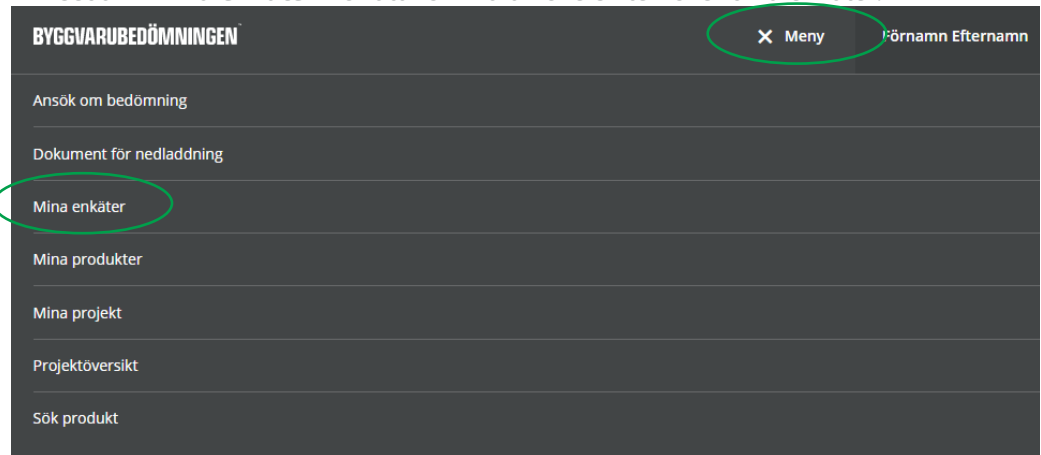 BYGGVARUBEDÖMNINGEN
X Meny
Förnamn Efternamn
Ansök om bedömning
Dokument för nedladdning
Mina enkäter
Mina produkter
Mina projekt
Projektöversikt
Sök produkt